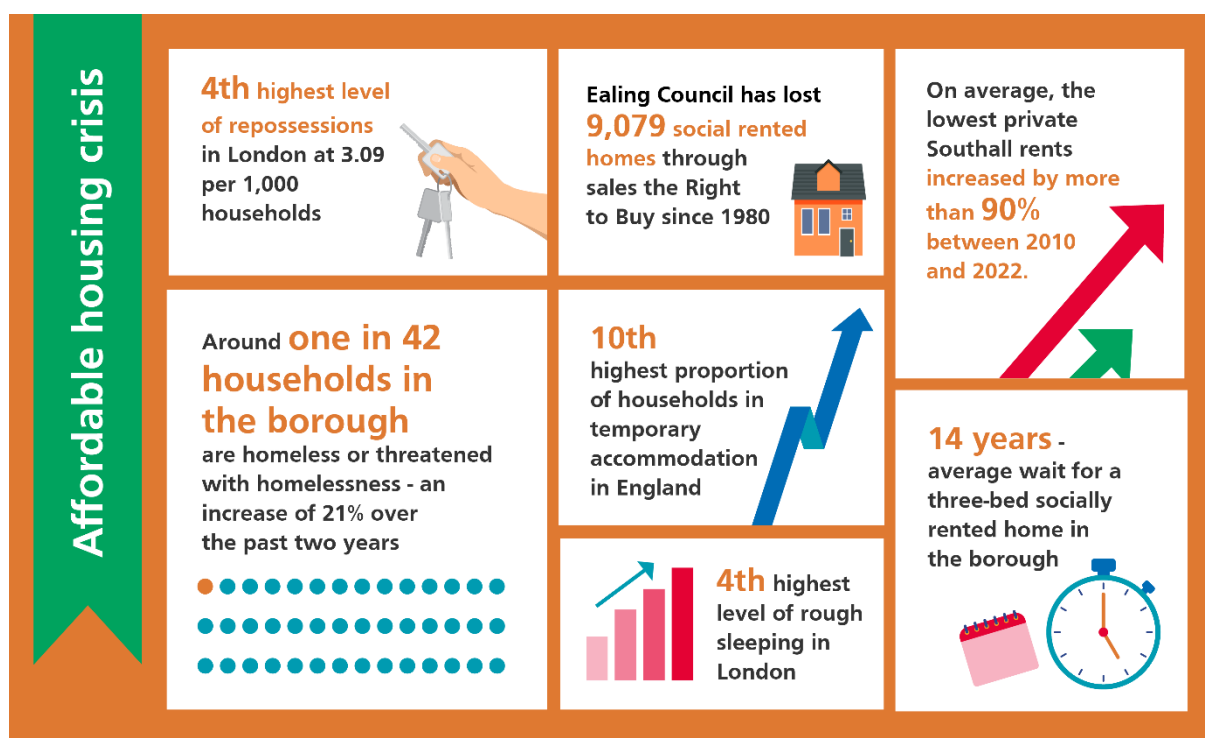 Affordable housing crisis
4th highest level
of repossessions
in London at 3.09
per 1,000
households
Ealing Council has lost
9,079 social rented
homes through
sales the Right
to Buy since 1980
On average, the
lowest private
Southall rents
increased by more
than 90%
between 2010
and 2022.
Around one in 42
households in
the borough
are homeless or threatened
with homelessness - an
increase of 21% over
the past two years
10th
highest proportion
of households in
temporary
accommodation
in England
4th highest
level of rough
sleeping in
London
14 years -
average wait for a
three-bed socially
rented home in
the borough